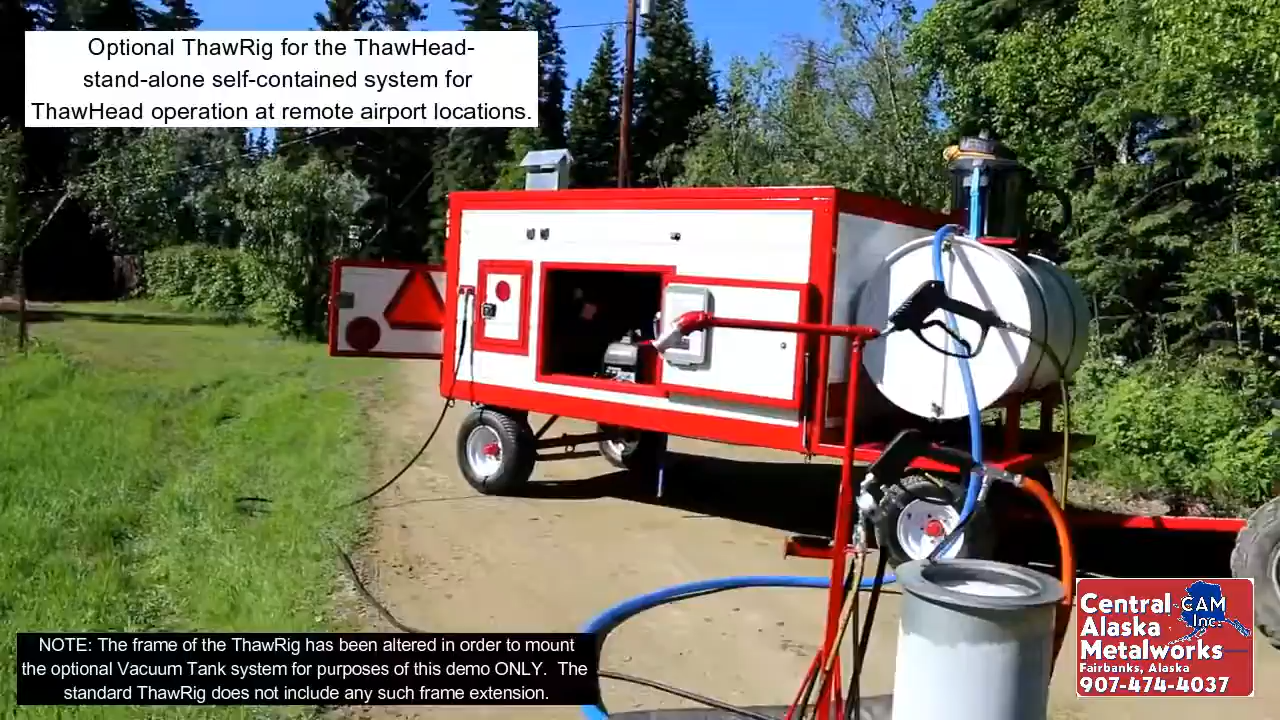 Optional ThawRig for the ThawHead-
stand-alone self-contained system for
ThawHead operation at remote airport locations.
NOTE: The frame of the ThawRig has been altered in order to mount
the optional Vacuum Tank system for purposes of this demo ONLY.  The
standard ThawRig does not include any such frame extension.
Central
Alaska
Metalworks
Fairbanks, Alaska
907-474-4037
CAM
Inc.